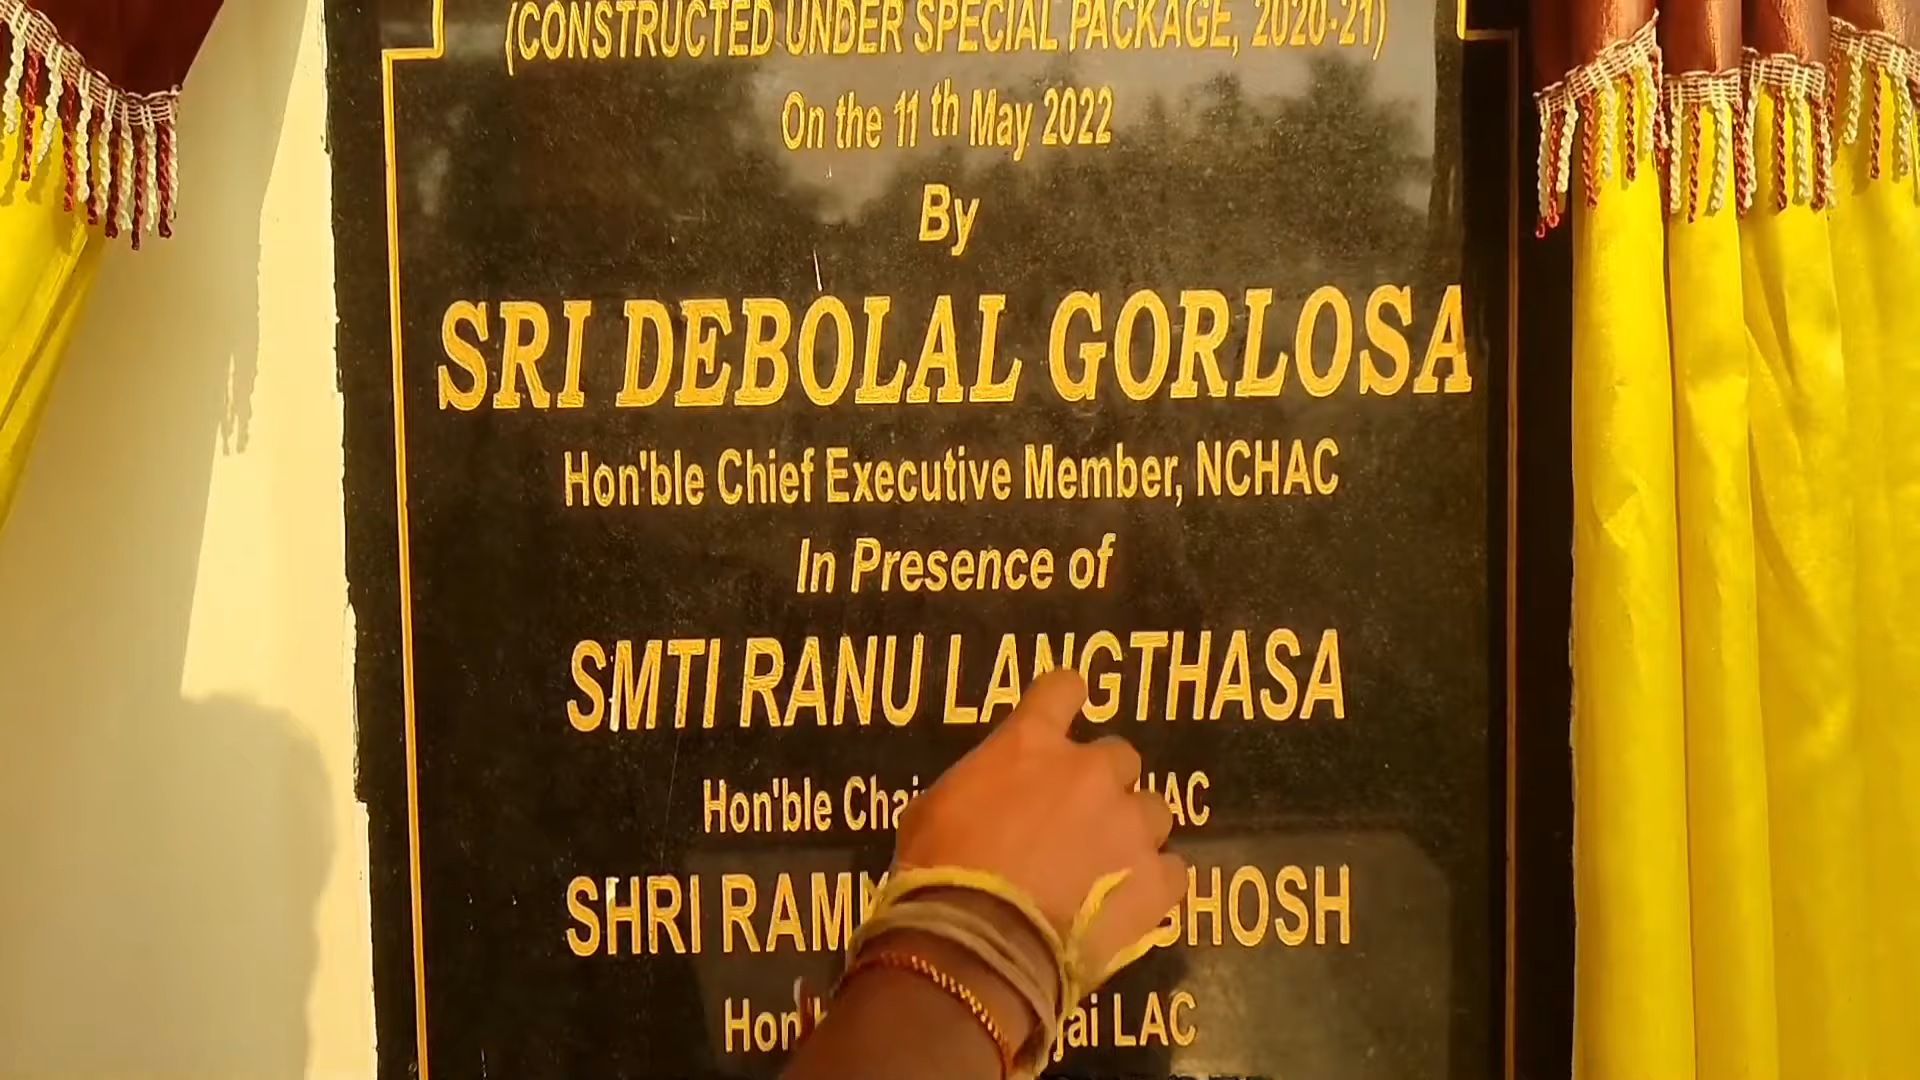 (CONSTRUCTED UNDER SPECIAL PACKAGE, 2020-21)
On the 11 th May 2022
By
SRI DEBOLAL GORLOSA
Hon'ble Chief Executive Member, NCHAC
In Presence of
SMTI RANU LANGTHASA
Hon'ble
SHRI GHOSH
LAC